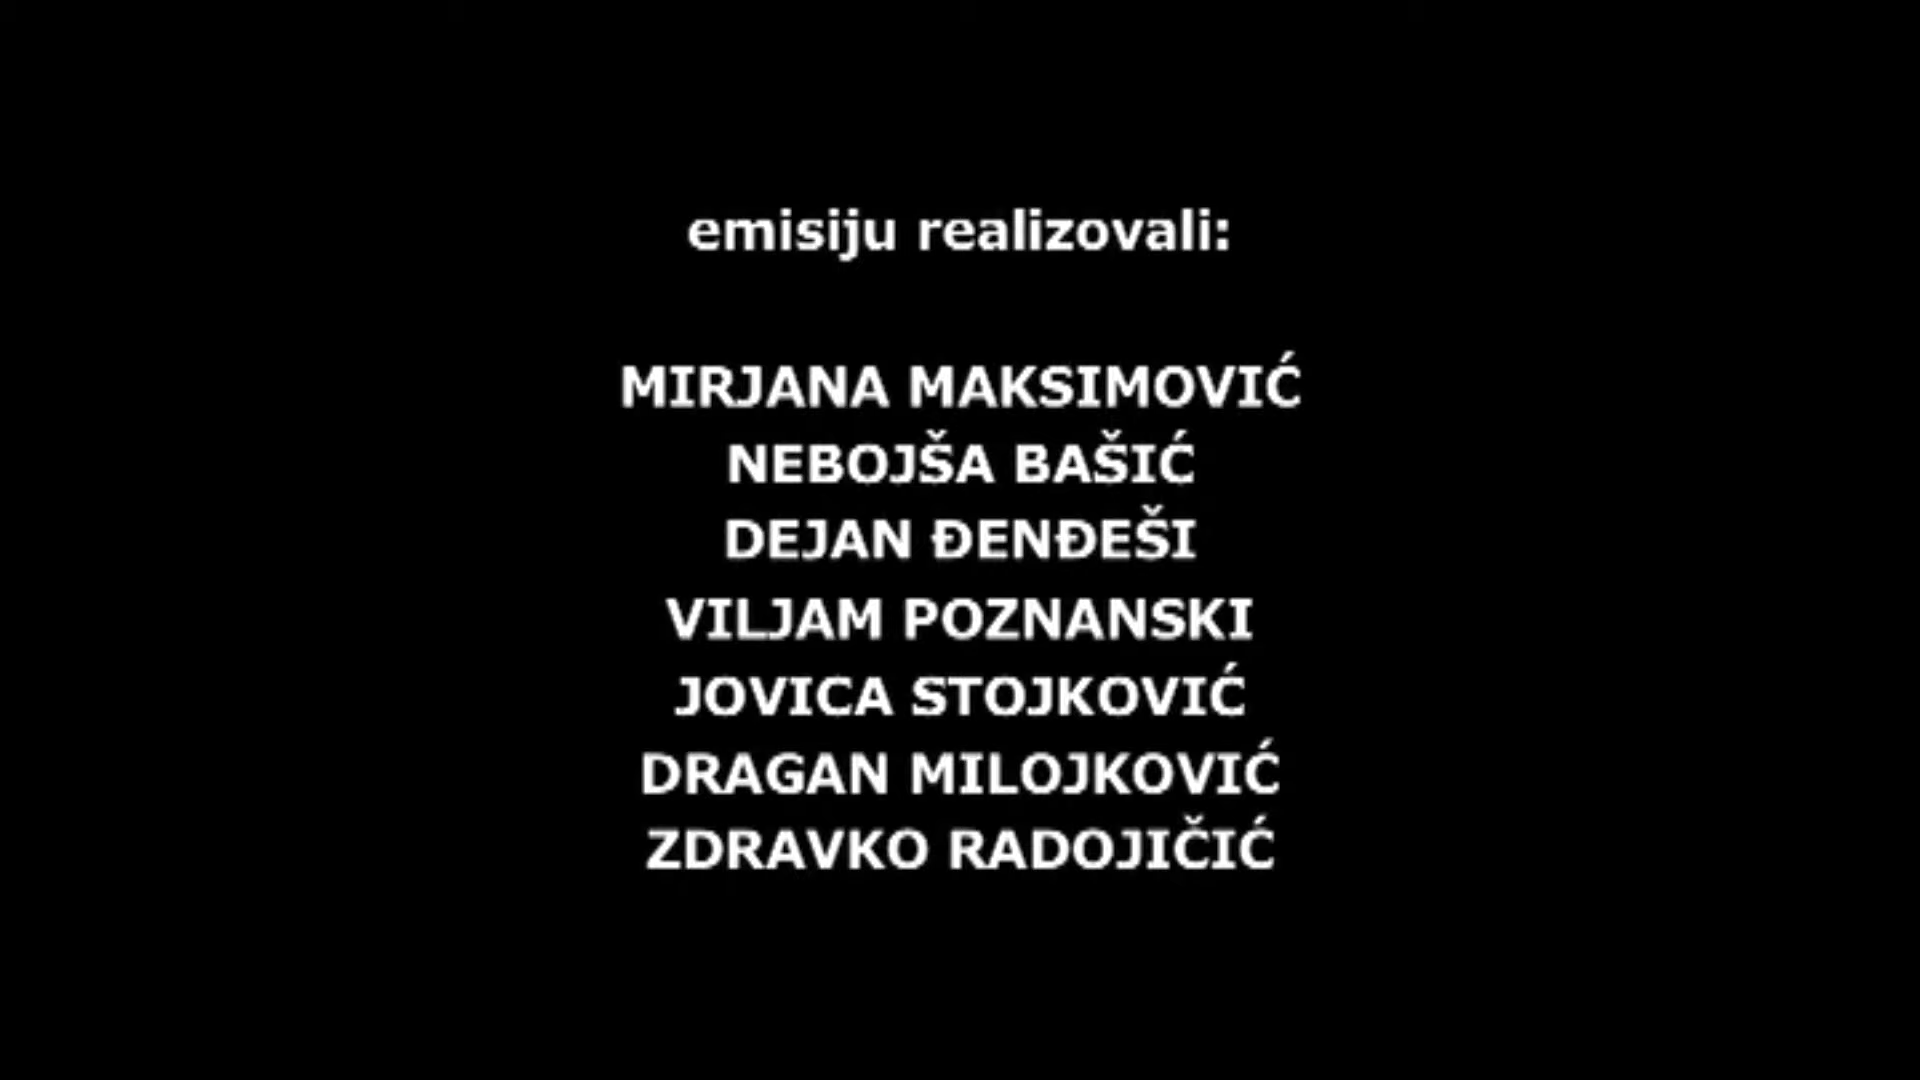 emisiju realizovali:
MIRJANA MAKSIMOVIĆ
NEBOJŠA BAŠIĆ
DEJAN ĐENĐEŠI
VILJAM POZNANSKI
JOVICA STOJKOVIĆ
DRAGAN MILOJKOVIĆ
ZDRAVKO RADOJIČIĆ